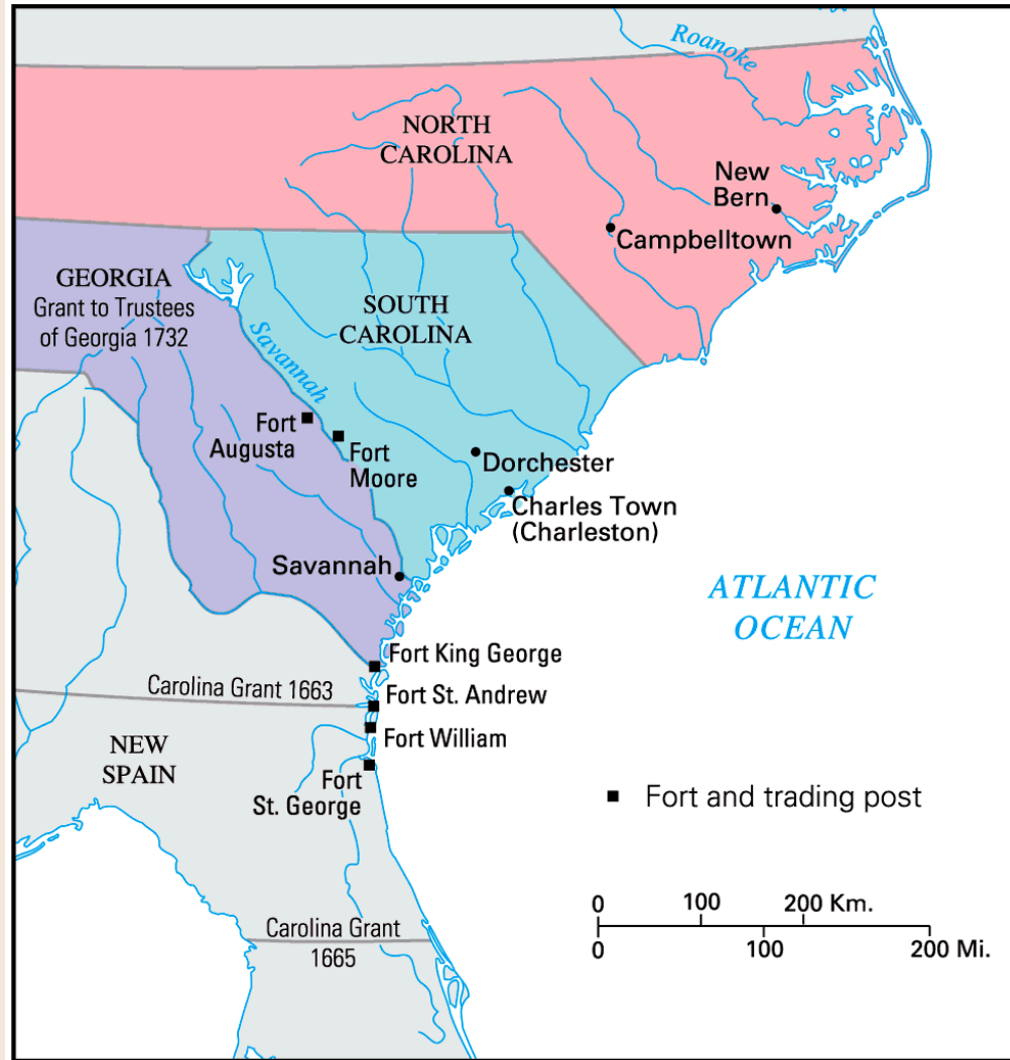 Roanoke
NORTH
CAROLINA
New
Bern
Campbelltown
GEORGIA
Grant to Trustees
of Georgia 1732
SOUTH
CAROLINA
Savannah
Fort
Augusta
Fort
Moore
Dorchester
Charles Town
(Charleston)
Savannah
ATLANTIC
OCEAN
Fort King George
Carolina Grant 1663
Fort St. Andrew
Fort William
NEW
SPAIN
Fort
St. George
Fort and trading post
0 100 200 Km.
0 100 200 Mi.
Carolina Grant
1665